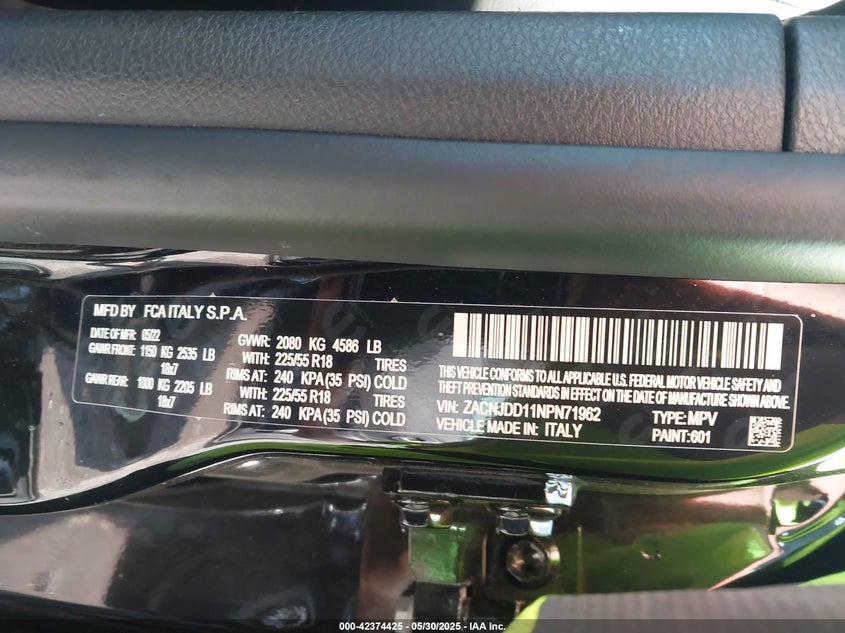 MFD BY FCA ITALY S.P.A.
DATE OF MFR: 05/22 GVWR: 2080 KG 4586 LB
GAWR FRONT: 1150 KG 2535 LB WITH: 225/55 R18 TIRES
18x7 RIMS AT: 240 KPA(35 PSI) COLD
GAWR REAR: 1000 KG 2205 LB WITH: 225/55 R18 TIRES
18x7 RIMS AT: 240 KPA(35 PSI) COLD
THIS VEHICLE CONFORMS TO ALL APPLICABLE U.S. FEDERAL MOTOR VEHICLE SAFETY AND
THEFT PREVENTION STANDARDS IN EFFECT ON THE DATE OF MANUFACTURE SHOWN ABOVE.
VIN: ZACNJDD11NPN71962 TYPE: MPV
VEHICLE MADE IN: ITALY PAINT: 601
000-42374425 - 05/30/2025 - IAA Inc.